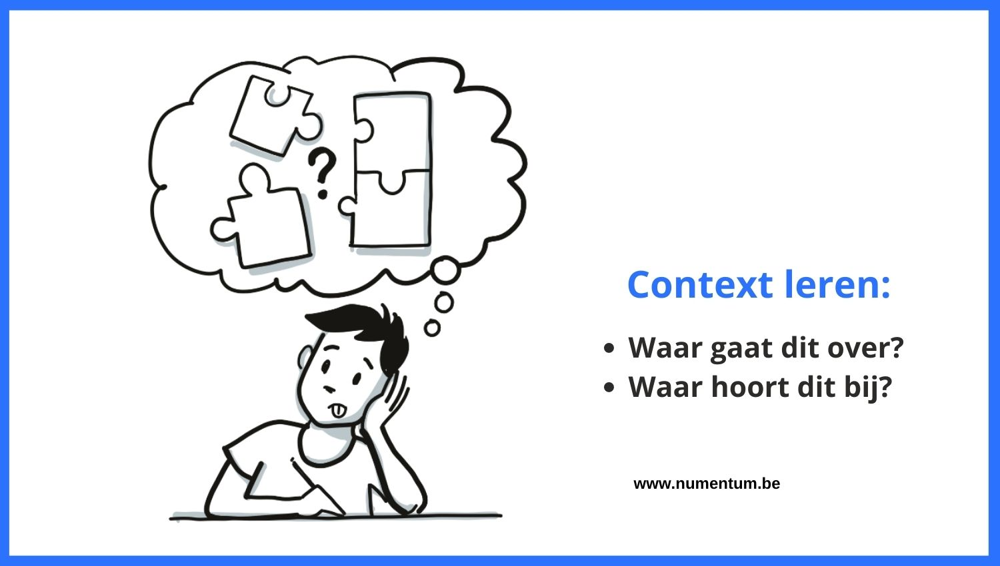 ?
Context leren:
• Waar gaat dit over?
• Waar hoort dit bij?
www.numentum.be